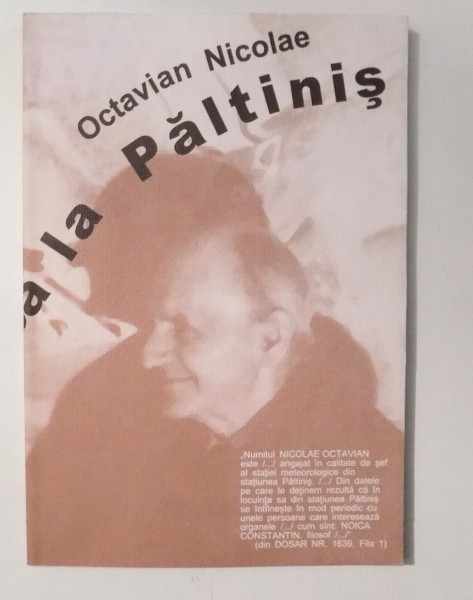 Octavian Nicolae
la Păltiniş
„Numitul NICOLAE OCTAVIAN
este /.../ angajat în calitate de şef
al staţiei meteorologice din
staţiunea Păltiniş. /.../ Din datele
pe care le deţinem rezultă că în
locuinţa sa din staţiunea Păltiniş
se întîlneşte în mod periodic cu
unele persoane care interesează
organele /.../ cum sînt: NOICA
CONSTANTIN, filosof /.../"
(din DOSAR NR. 1639, Fila 1)